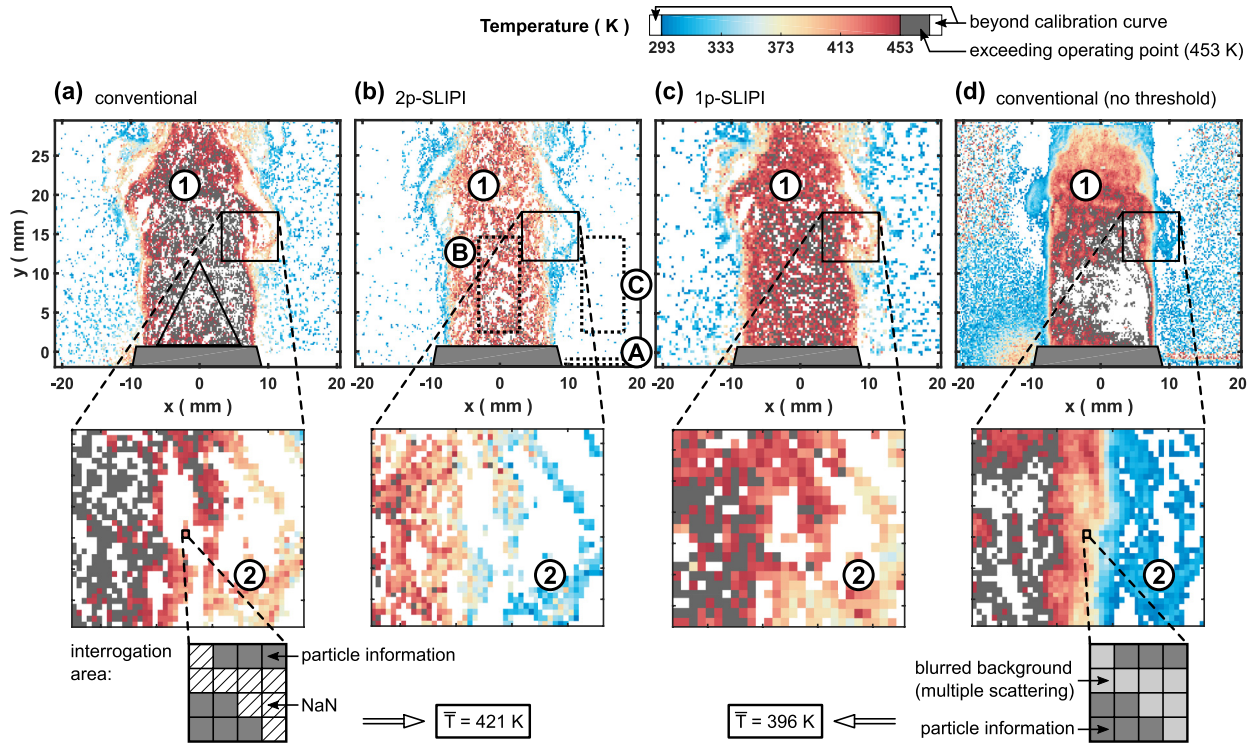 Temperature ( K )
beyond calibration curve
293 333 373 413 453
exceeding operating point (453 K)
(a) conventional
(b) 2p-SLIPI
(c) 1p-SLIPI
(d) conventional (no threshold)
y ( mm )
25
20
15
10
5
0
1
1
1
1
B
C
A
-20 -10 0 10 20
-20 -10 0 10 20
-20 -10 0 10 20
-20 -10 0 10 20
x ( mm )
x ( mm )
x ( mm )
x ( mm )
2
2
2
2
interrogation
area:
particle information
NaN
T̅ = 421 K
T̅ = 396 K
blurred background
(multiple scattering)
particle information